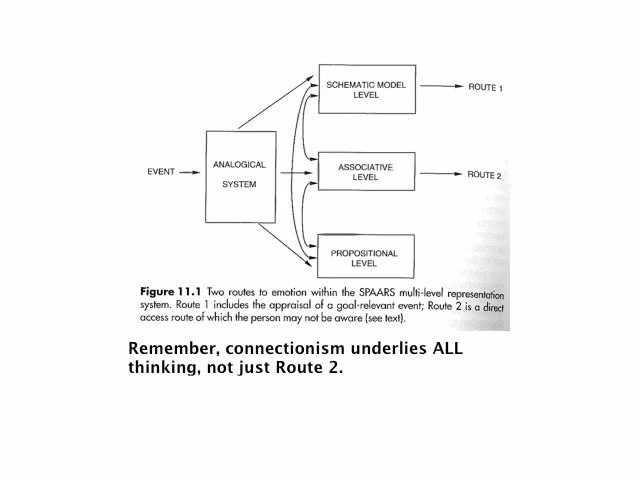 SCHEMATIC MODEL
LEVEL
ROUTE 1
EVENT
ANALOGICAL
SYSTEM
ASSOCIATIVE
LEVEL
ROUTE 2
PROPOSITIONAL
LEVEL
Figure 11.1 Two routes to emotion within the SPAARS multi-level representation
system. Route 1 includes the appraisal of a goal-relevant event; Route 2 is a direct
access route of which the person may not be aware (see text).
Remember, connectionism underlies ALL
thinking, not just Route 2.